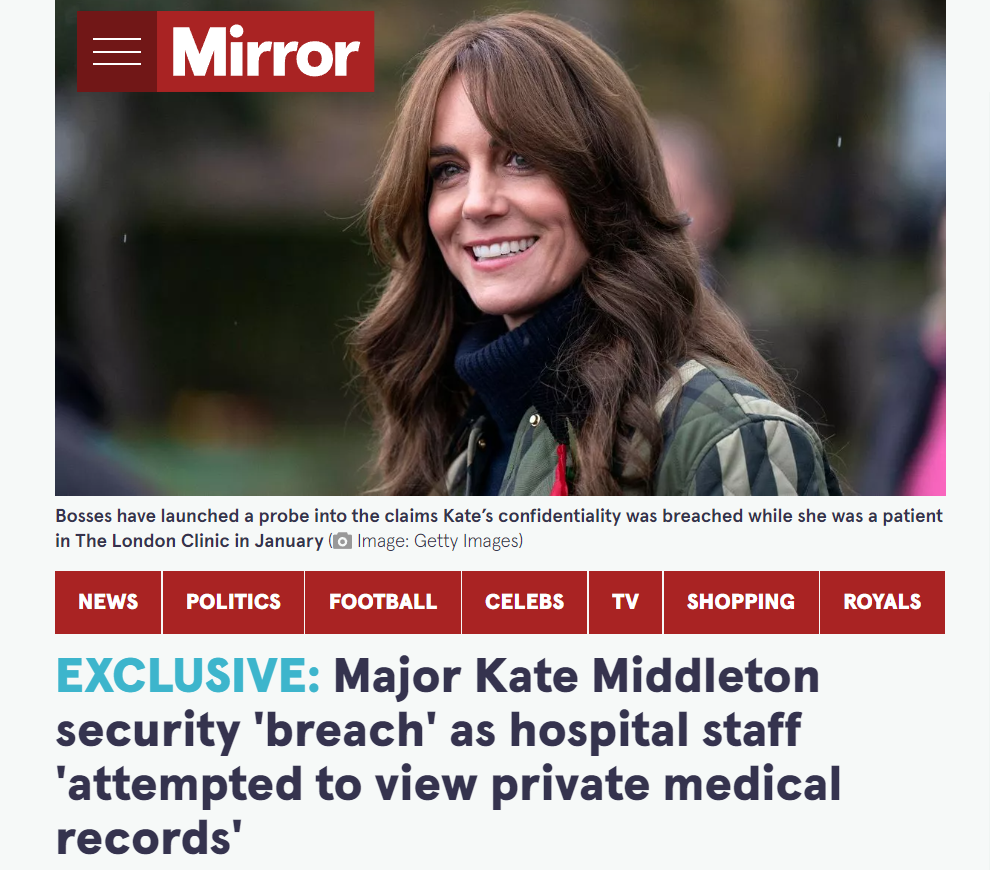 Mirror
Bosses have launched a probe into the claims Kate's confidentiality was breached while she was a patient
in The London Clinic in January (Image: Getty Images)
NEWS POLITICS FOOTBALL CELEBS TV SHOPPING ROYALS
EXCLUSIVE: Major Kate Middleton
security 'breach' as hospital staff
'attempted to view private medical
records'